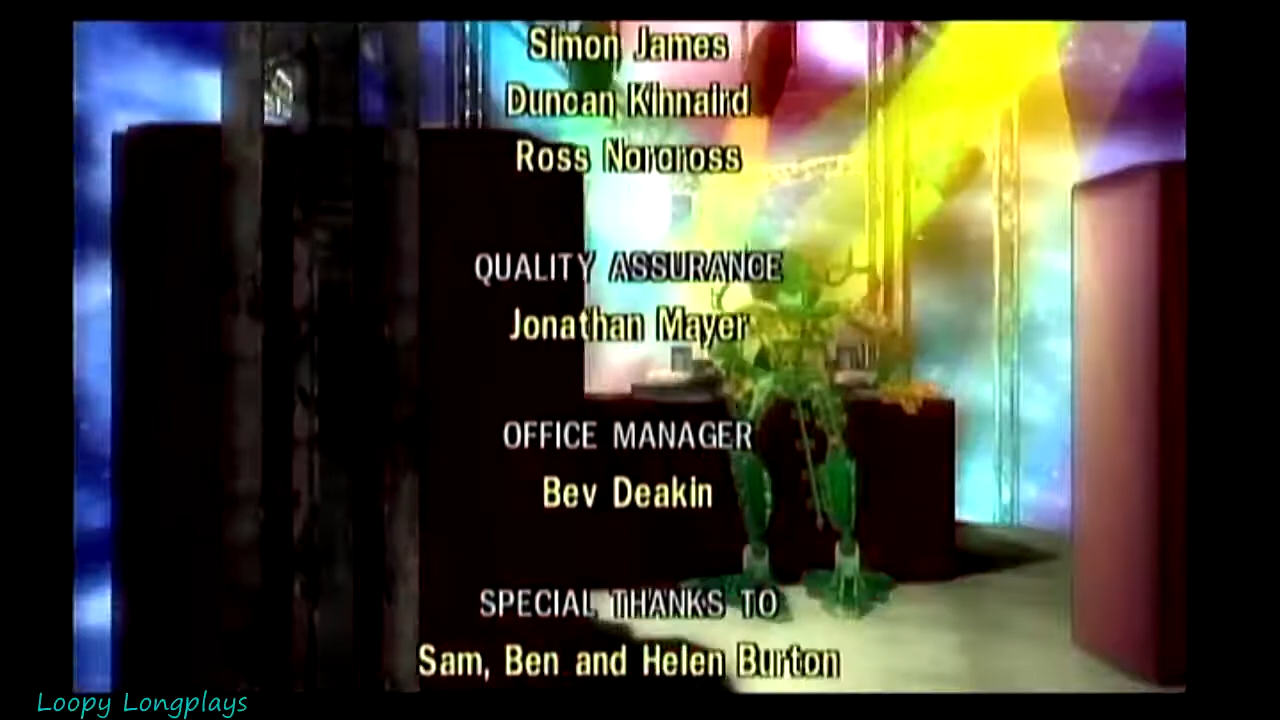 Simon James
Duncan Kinnaird
Ross Norcross
QUALITY ASSURANCE
Jonathan Mayer
OFFICE MANAGER
Bev Deakin
SPECIAL THANKS TO
Sam, Ben and Helen Burton
Loopy Longplays